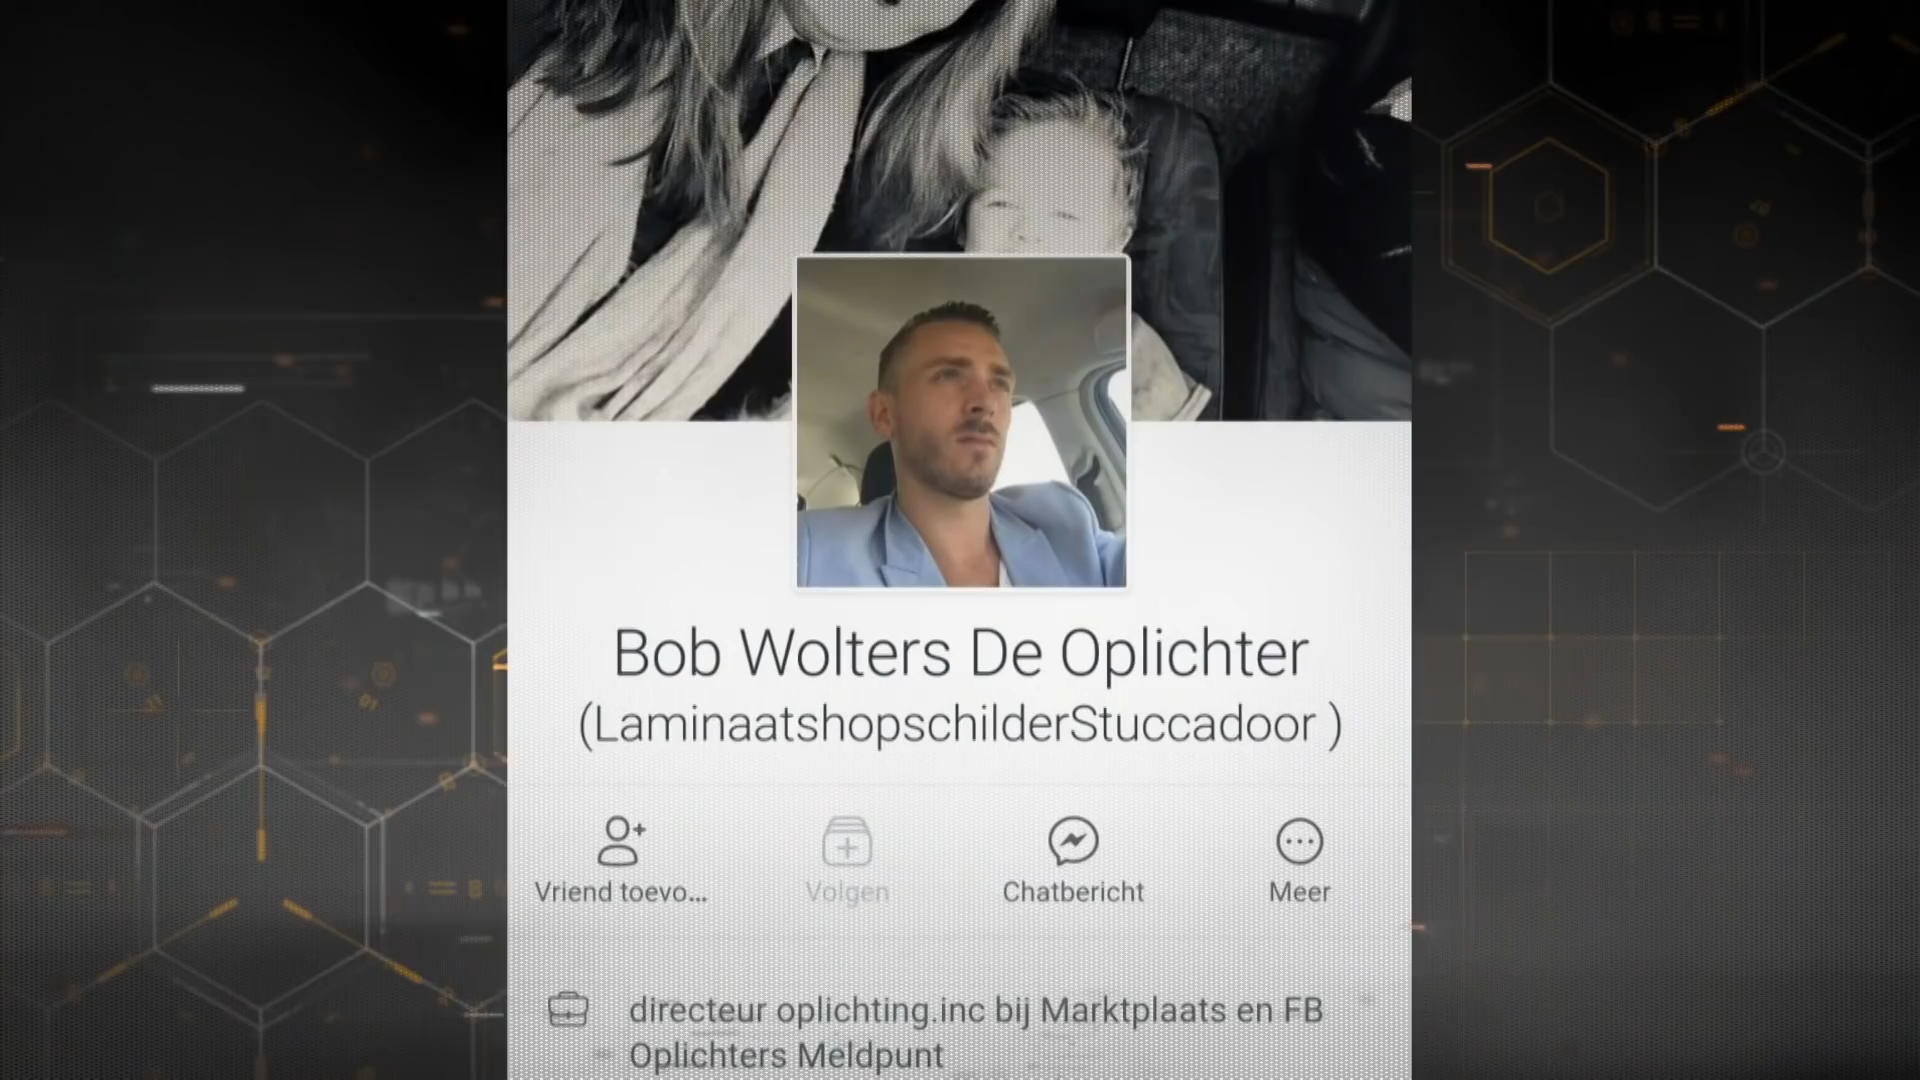 Bob Wolters De Oplichter
(LaminaatshopschilderStuccadoor )
Vriend toevo...
Volgen
Chatbericht
Meer
directeur oplichting.inc bij Marktplaats en FB
Oplichters Meldpunt